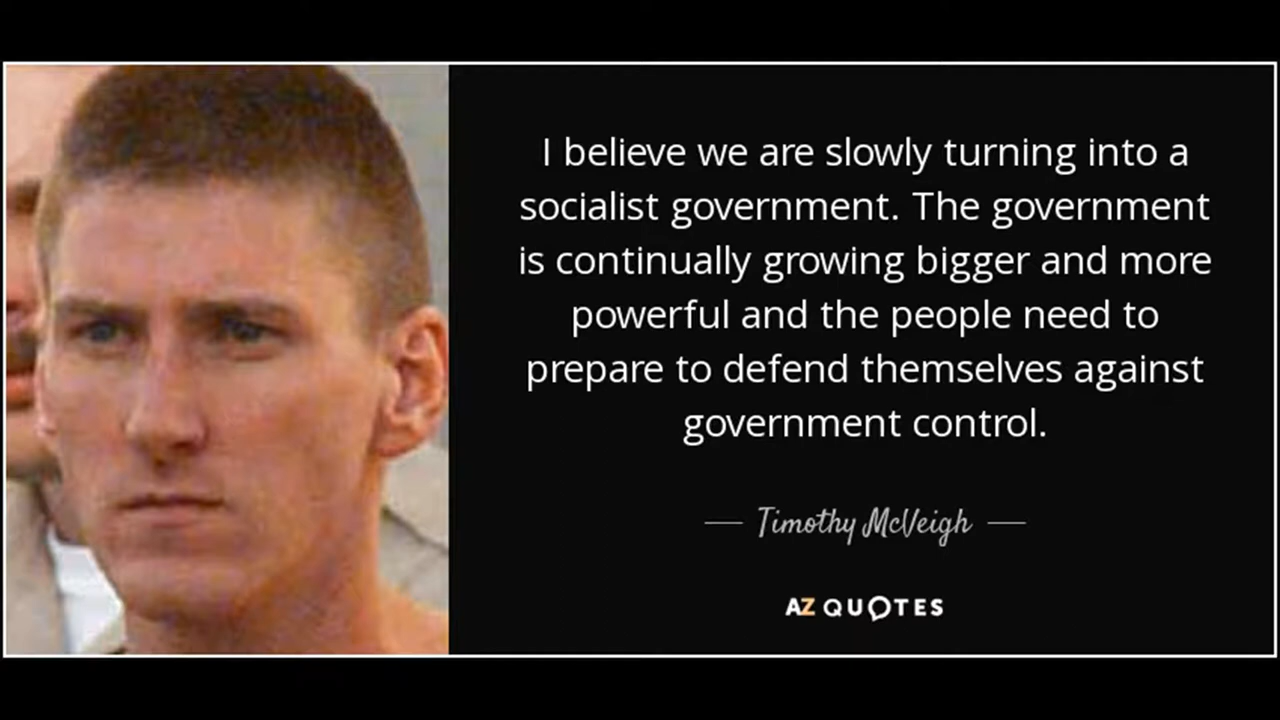 I believe we are slowly turning into a
socialist government. The government
is continually growing bigger and more
powerful and the people need to
prepare to defend themselves against
government control.
Timothy McVeigh
AZ QUOTES